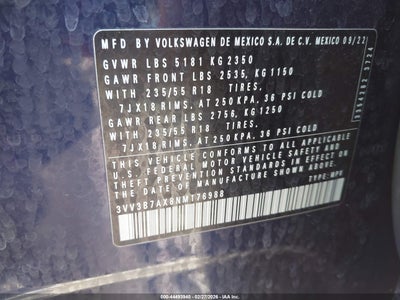 MFD BY VOLKSWAGEN DE MEXICO S.A. DE C.V. MEXICO 09/22
GVWR LBS 5181 KG 2350
GAWR FRONT LBS 2535, KG 1150
WITH 235/55 R18 TIRES,
7JX18 RIMS, AT 250 KPA, 36 PSI COLD
GAWR REAR LBS 2756, KG 1250
WITH 235/55 R18 TIRES,
7JX18 RIMS, AT 250 KPA, 36 PSI COLD
THIS VEHICLE CONFORMS TO ALL APPLICABLE
U.S. FEDERAL MOTOR VEHICLE SAFETY
STANDARDS IN EFFECT ON THE DATE OF
MANUFACTURE SHOWN ABOVE.
3VV3B7AX8NM176988 TYPE: MPV
000-44493940 - 02/27/2026 - IAA Inc.